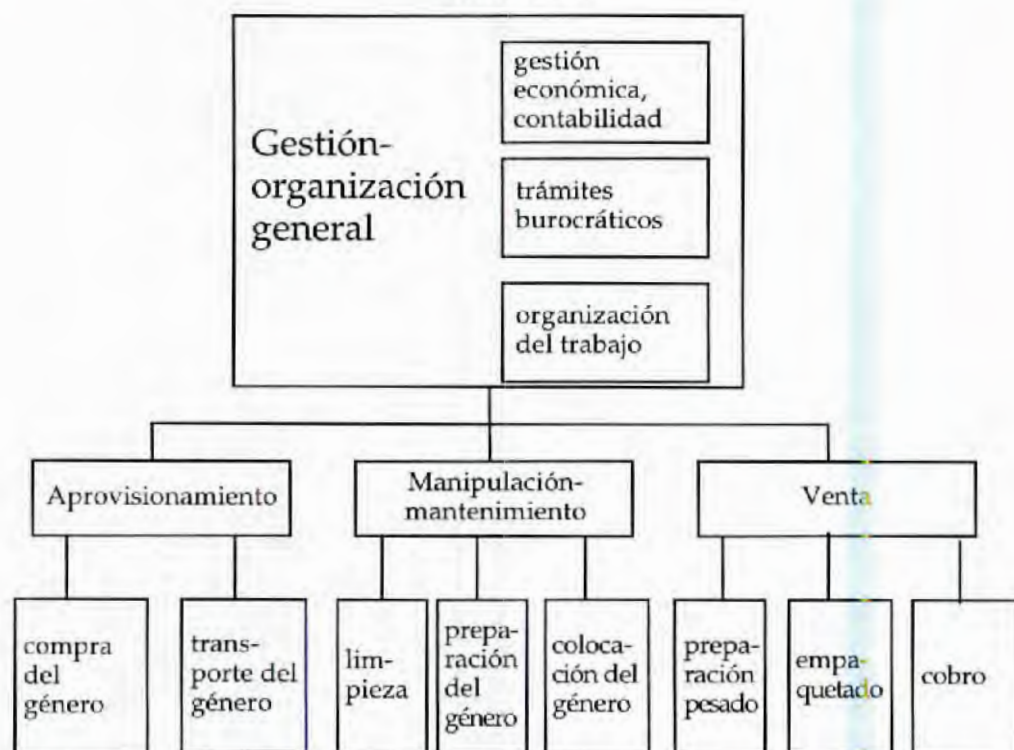 gestión
económica,
contabilidad
Gestión-
organización
general
trámites
burocráticos
organización
del trabajo
Aprovisionamiento
Manipulación-
mantenimiento
Venta
compra
del
género
trans-
porte del
género
lim-
pieza
prepa-
ración
del
género
coloca-
ción del
género
prepa-
ración
pesado
empa-
quetado
cobro